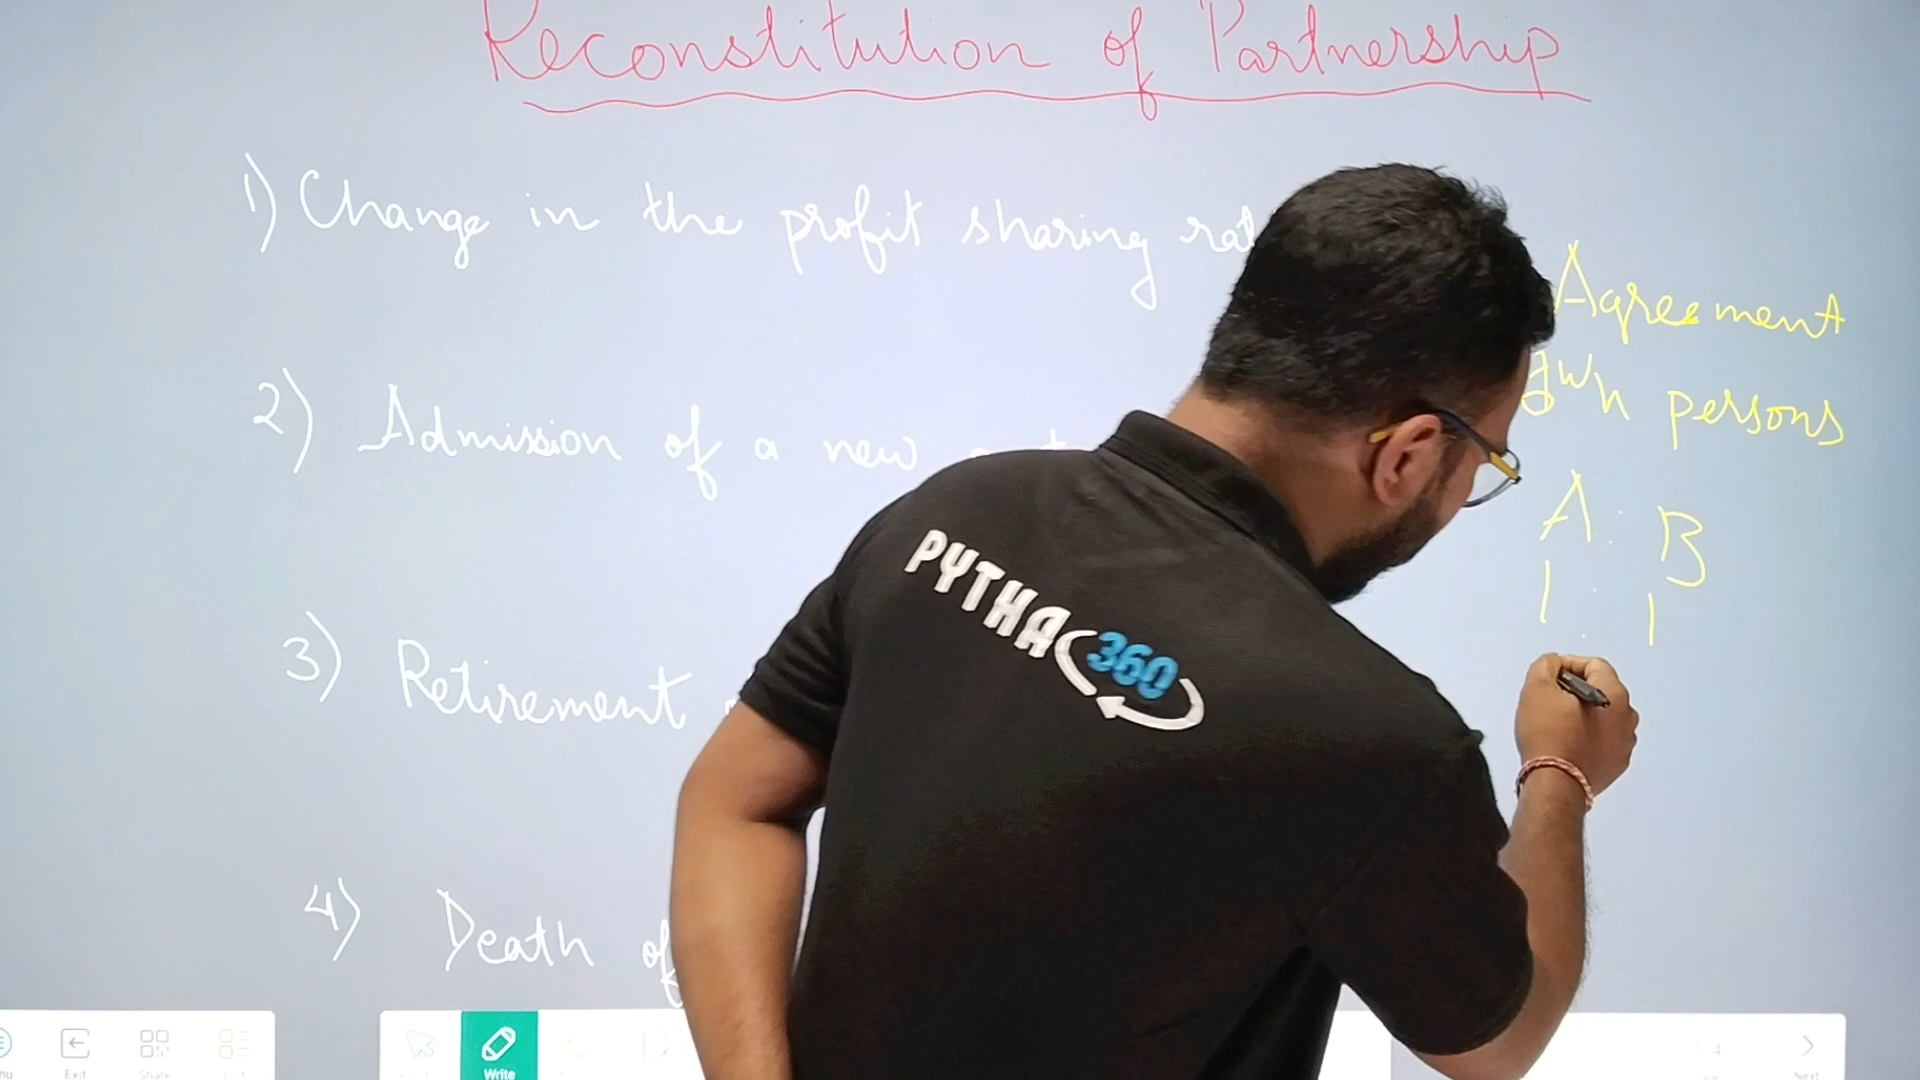 Reconstitution of Partnership
1) Change in the profit sharing
Agreement
persons
2) Admission of a new
A : B
1 : 1
PYTHA 360
3) Retirement
4) Death of
Exit
Share
Write
Next